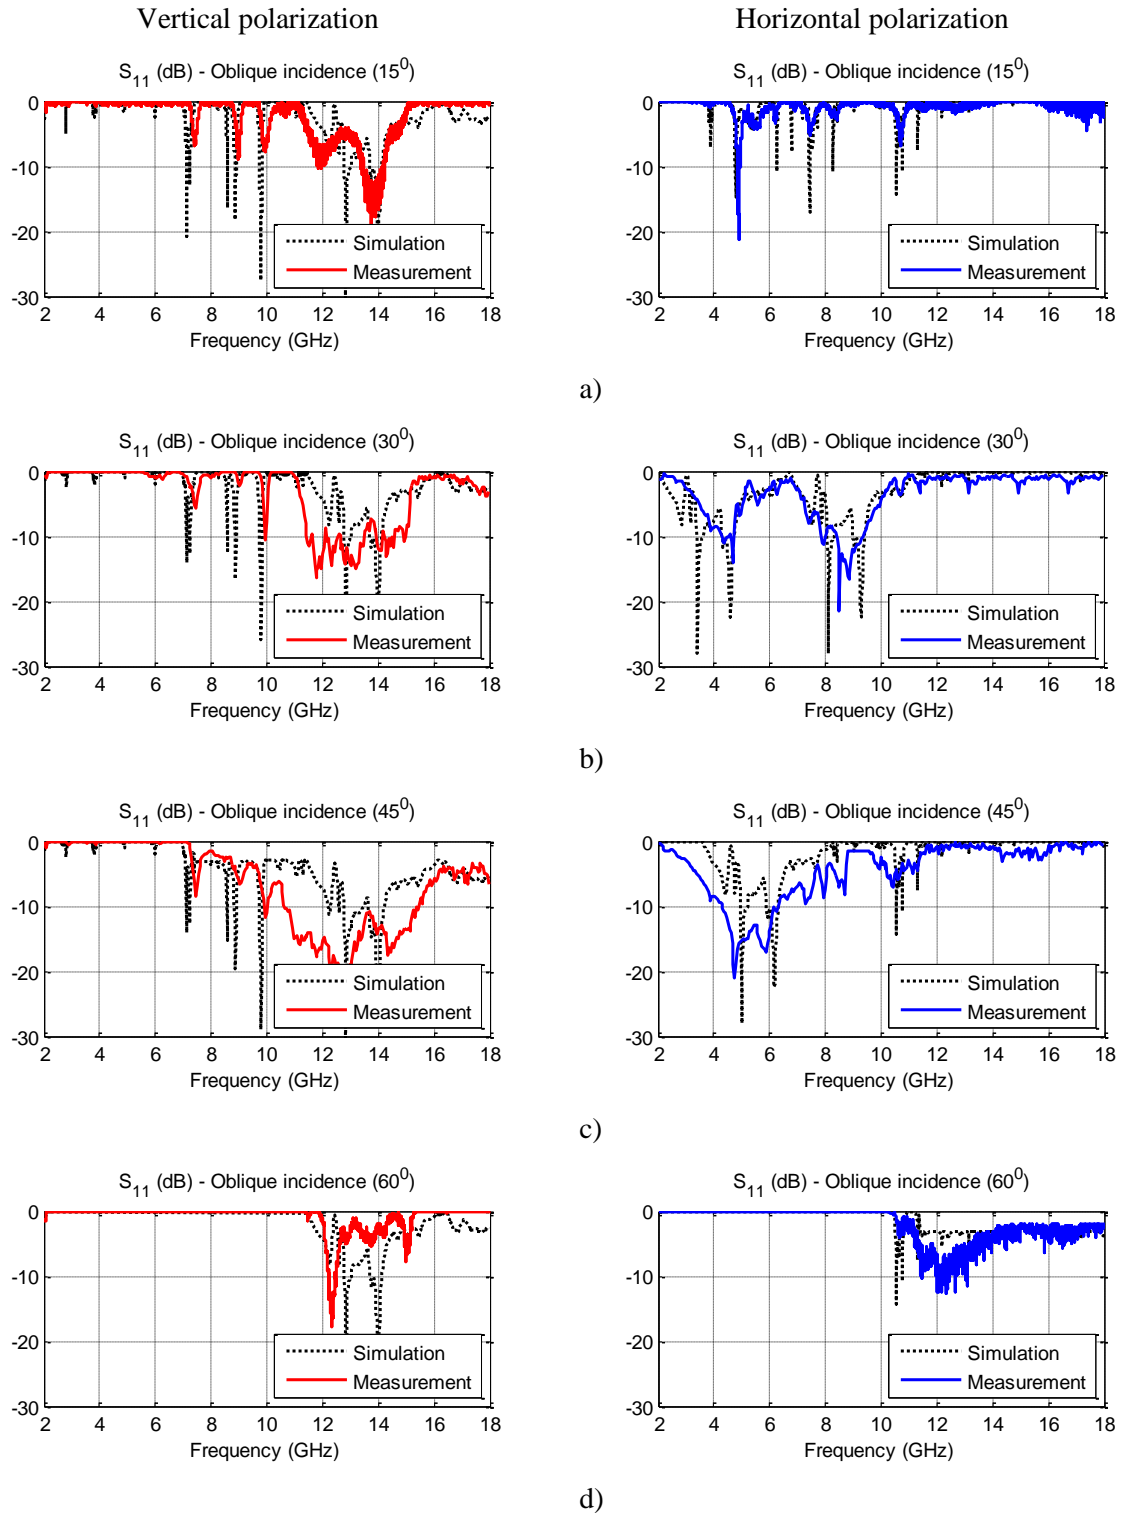 Vertical polarization
Horizontal polarization
S11 (dB) - Oblique incidence (15⁰)
0
-10
-20
-30
Simulation
Measurement
2 4 6 8 10 12 14 16 18
Frequency (GHz)
S11 (dB) - Oblique incidence (15⁰)
0
-10
-20
-30
Simulation
Measurement
2 4 6 8 10 12 14 16 18
Frequency (GHz)
a)
S11 (dB) - Oblique incidence (30⁰)
0
-10
-20
-30
Simulation
Measurement
2 4 6 8 10 12 14 16 18
Frequency (GHz)
S11 (dB) - Oblique incidence (30⁰)
0
-10
-20
-30
Simulation
Measurement
2 4 6 8 10 12 14 16 18
Frequency (GHz)
b)
S11 (dB) - Oblique incidence (45⁰)
0
-10
-20
-30
Simulation
Measurement
2 4 6 8 10 12 14 16 18
Frequency (GHz)
S11 (dB) - Oblique incidence (45⁰)
0
-10
-20
-30
Simulation
Measurement
2 4 6 8 10 12 14 16 18
Frequency (GHz)
c)
S11 (dB) - Oblique incidence (60⁰)
0
-10
-20
-30
Simulation
Measurement
2 4 6 8 10 12 14 16 18
Frequency (GHz)
S11 (dB) - Oblique incidence (60⁰)
0
-10
-20
-30
Simulation
Measurement
2 4 6 8 10 12 14 16 18
Frequency (GHz)
d)